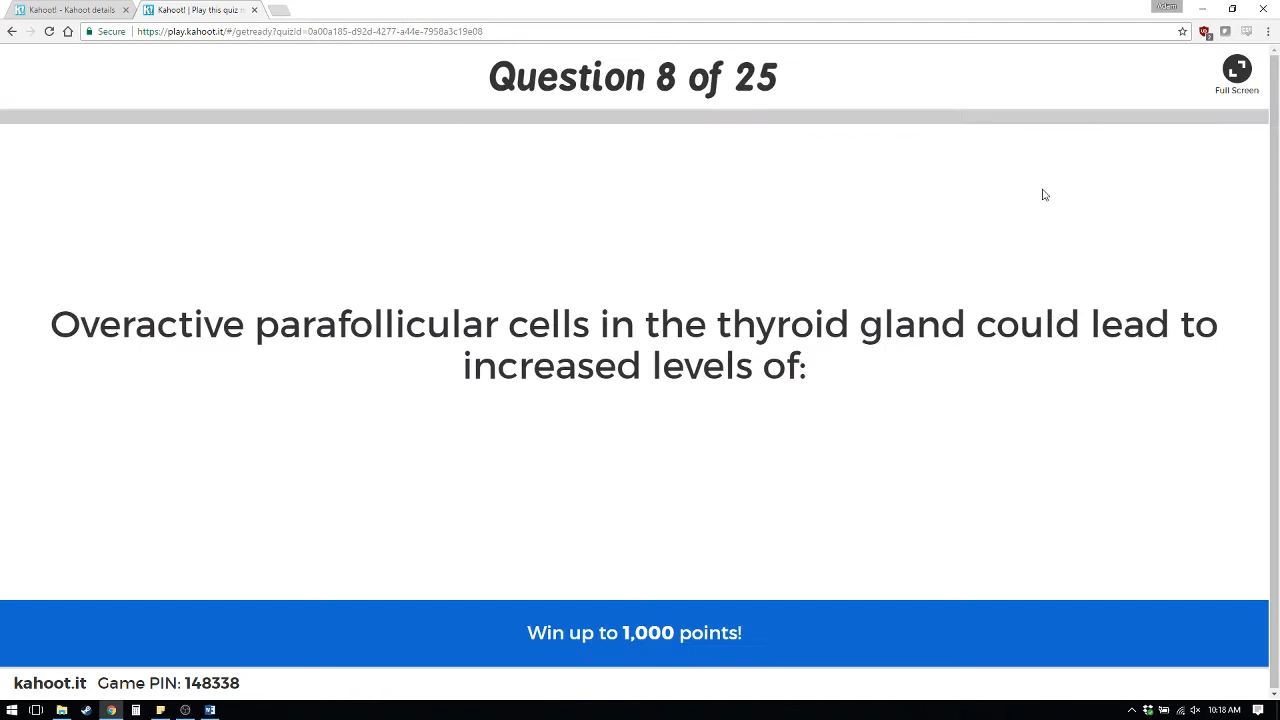 Kahoot! - Kahoot details
Kahoot! | Play this quiz n
Adam
Secure
https://play.kahoot.it/#/getready?quizId=0a00a185-d92d-4277-a44e-7958a3c19e08
2
Question 8 of 25
Full Screen
Overactive parafollicular cells in the thyroid gland could lead to
increased levels of:
Win up to 1,000 points!
kahoot.it Game PIN: 148338
10:18 AM